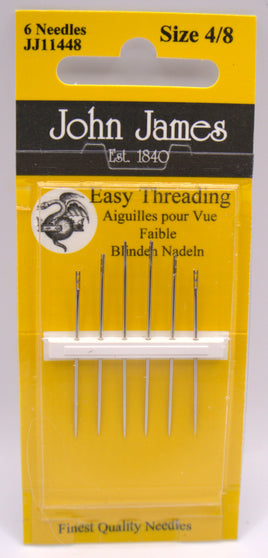 6 Needles
JJ11448
Size 4/8
John James
Est. 1840
Easy Threading
Aiguilles pour Vue
Faible
Blinden Nadeln
Finest Quality Needles